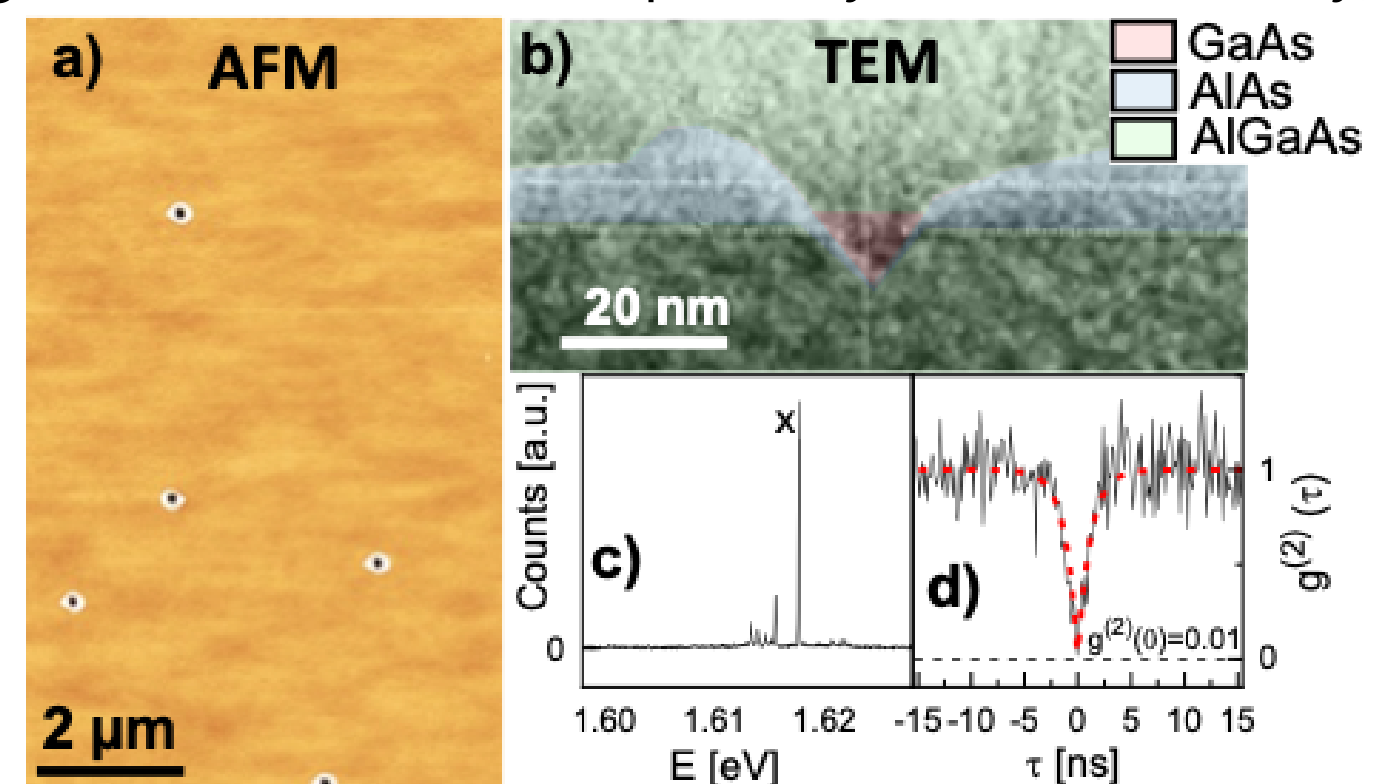 a) AFM
2 µm
b) TEM
GaAs
AlAs
AlGaAs
20 nm
Counts [a.u.]
0
x
c)
1.60 1.61 1.62
E [eV]
d)
g(2)(0)=0.01
1
0
g(2) (τ)
-15 -10 -5 0 5 10 15
τ [ns]